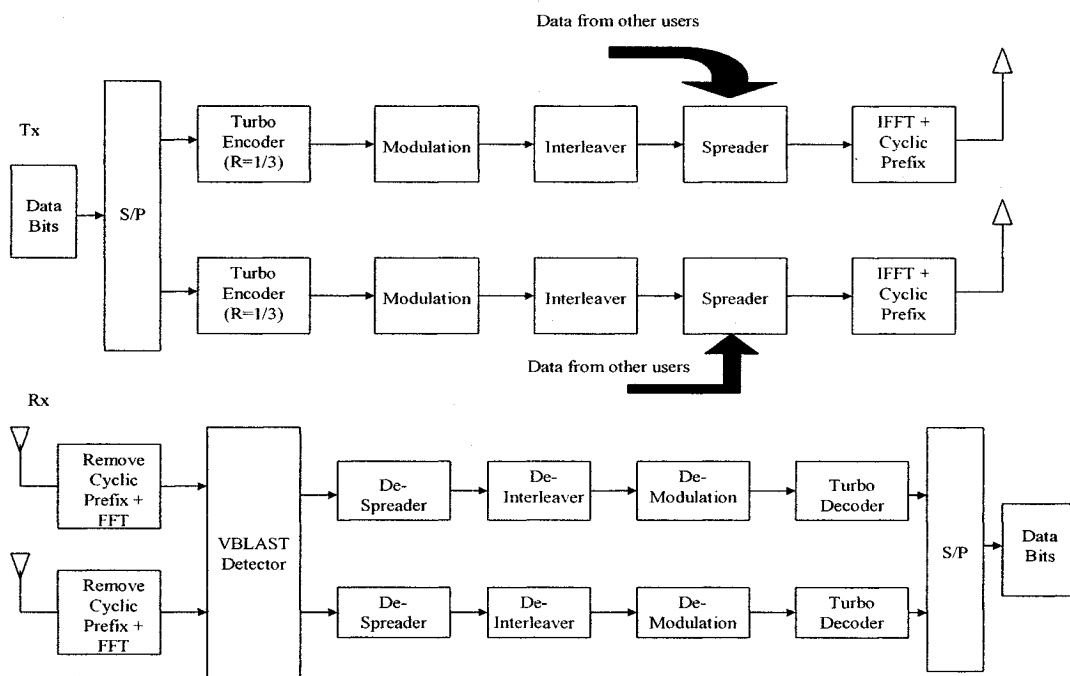 Data from other users
Tx
Data
Bits
S/P
Turbo
Encoder
(R=1/3)
Modulation
Interleaver
Spreader
IFFT +
Cyclic
Prefix
Turbo
Encoder
(R=1/3)
Modulation
Interleaver
Spreader
IFFT +
Cyclic
Prefix
Data from other users
Rx
Remove
Cyclic
Prefix +
FFT
Remove
Cyclic
Prefix +
FFT
VBLAST
Detector
De-
Spreader
De-
Interleaver
De-
Modulation
Turbo
Decoder
De-
Spreader
De-
Interleaver
De-
Modulation
Turbo
Decoder
S/P
Data
Bits